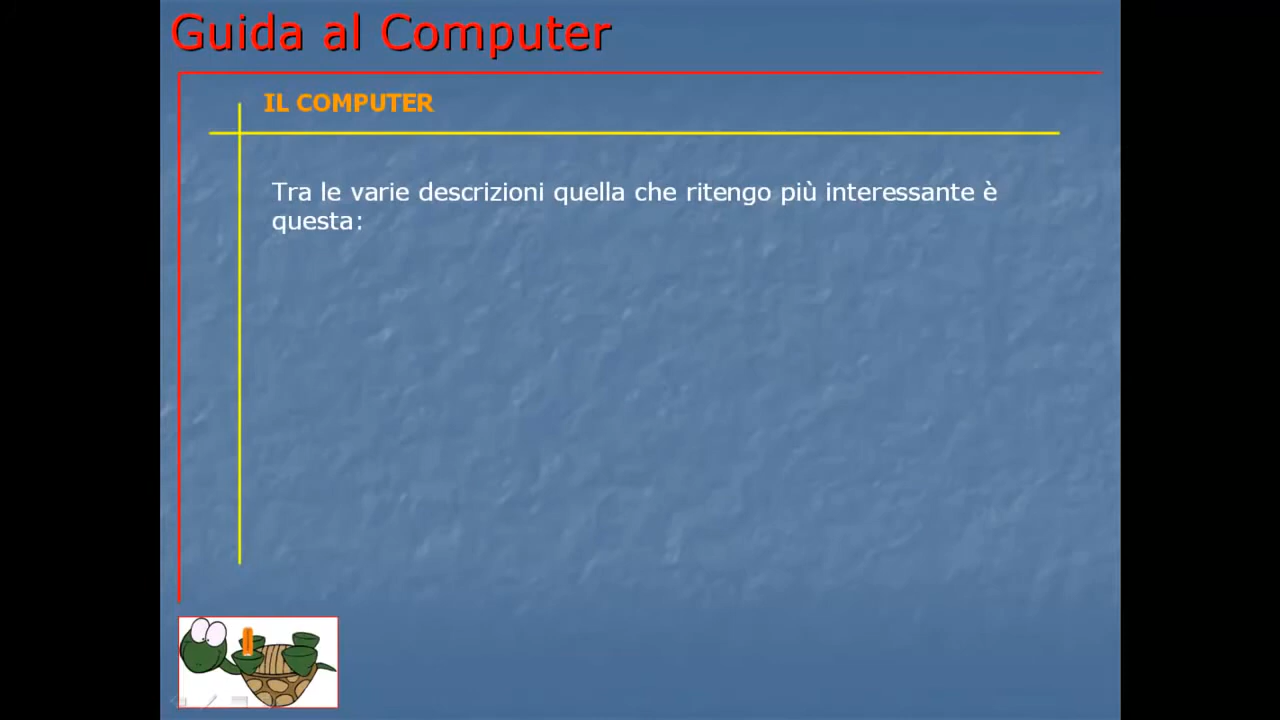 Guida al Computer
IL COMPUTER
Tra le varie descrizioni quella che ritengo più interessante è
questa: